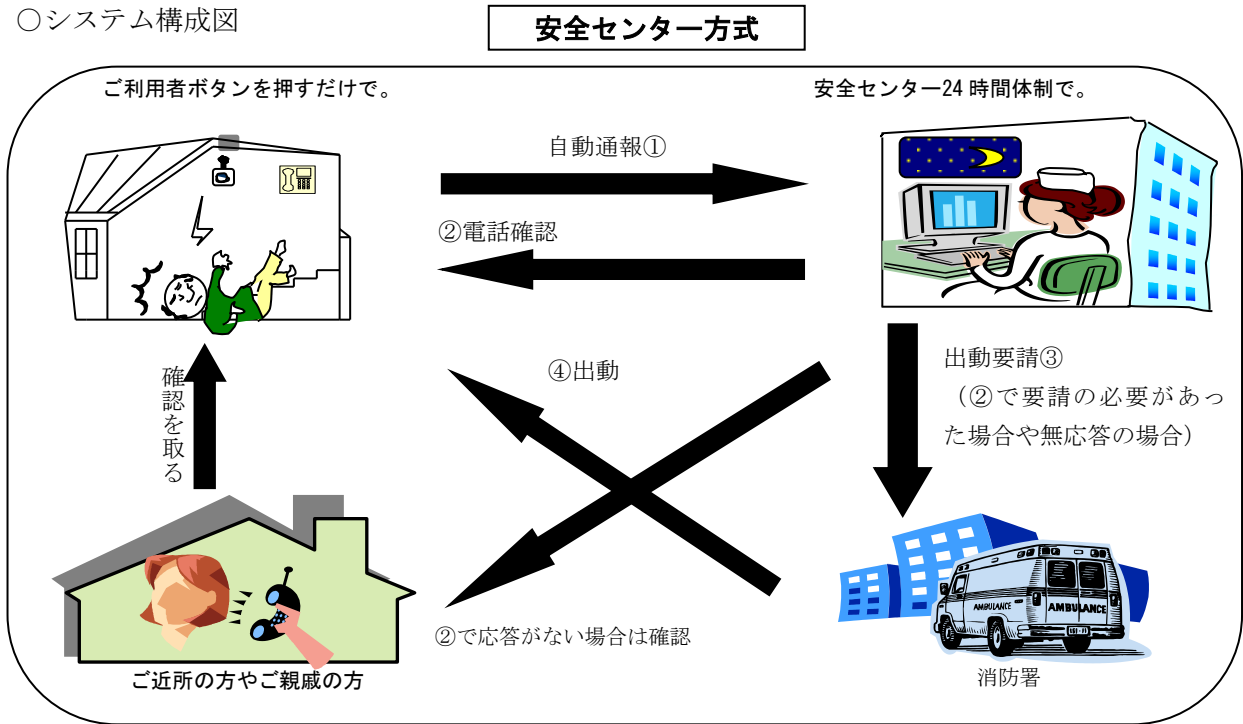 ○システム構成図
安全センター方式
ご利用者ボタンを押すだけで。
安全センター24時間体制で。
自動通報①
②電話確認
④出動
出動要請③
（②で要請の必要があっ
た場合や無応答の場合）
確認を取る
②で応答がない場合は確認
ご近所の方やご親戚の方
AMBULANCE
AMBULANCE
消防署